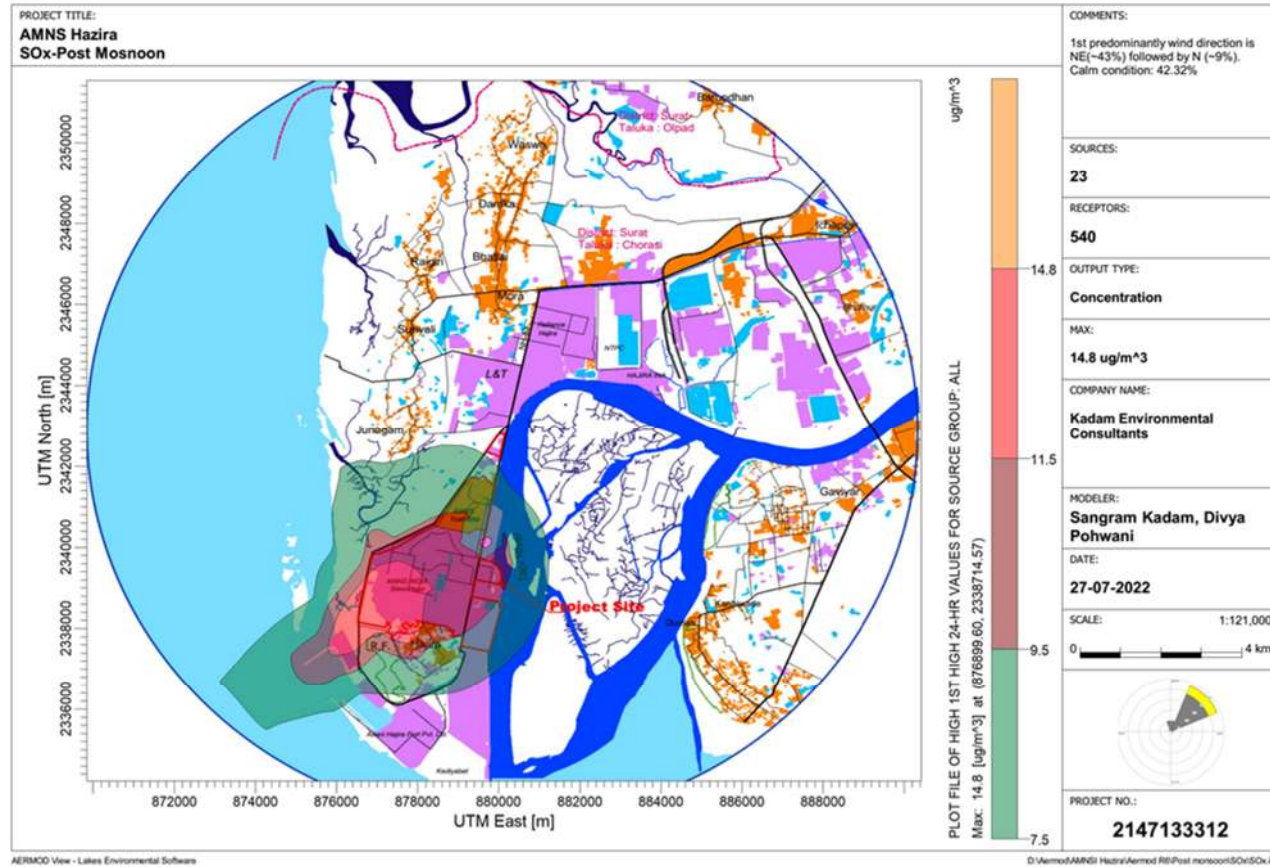 PROJECT TITLE:
AMNS Hazira
SOx-Post Mosnoon
COMMENTS:
1st predominantly wind direction is
NE(~43%) followed by N (~9%).
Calm condition: 42.32%
SOURCES:
23
RECEPTORS:
540
OUTPUT TYPE:
Concentration
MAX:
14.8 ug/m^3
COMPANY NAME:
Kadam Environmental
Consultants
MODELER:
Sangram Kadam, Divya
Pohwani
DATE:
27-07-2022
SCALE:
1:121,000
0
4 km
PROJECT NO.:
2147133312
ug/m^3
14.8
11.5
9.5
7.5
PLOT FILE OF HIGH 1ST HIGH 24-HR VALUES FOR SOURCE GROUP: ALL
Max: 14.8 [ug/m^3] at (876899.60, 2338714.57)
UTM North [m]
2350000
2348000
2346000
2344000
2342000
2340000
2338000
2336000
872000
874000
876000
878000
880000
882000
884000
886000
888000
UTM East [m]
District: Surat
Taluka : Olpad
District: Surat
Taluka : Chorasi
Damka
Mora
Suwali
NTPC
L&T
Junagam
Gaviyar
Project Site
R.F.
AERMOD View - Lakes Environmental Software